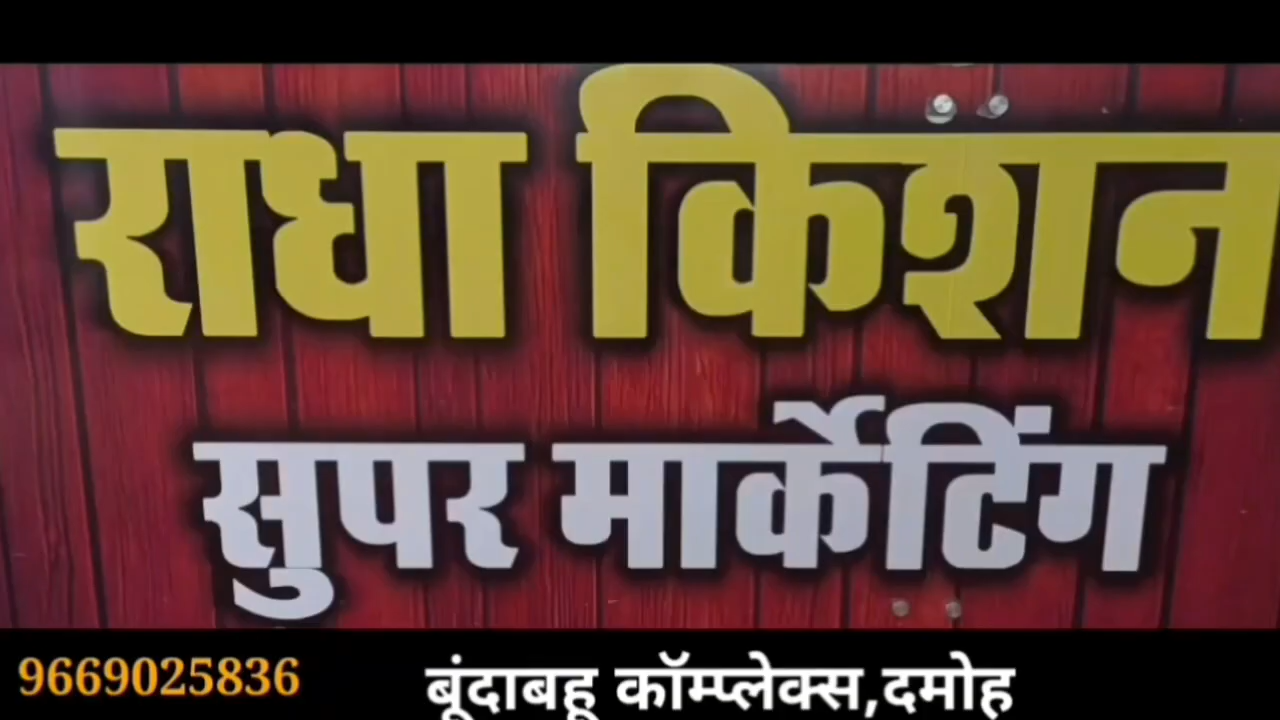 राधा किशन
सुपर मार्केटिंग
9669025836 बूंदाबहू कॉम्प्लेक्स,दमोह